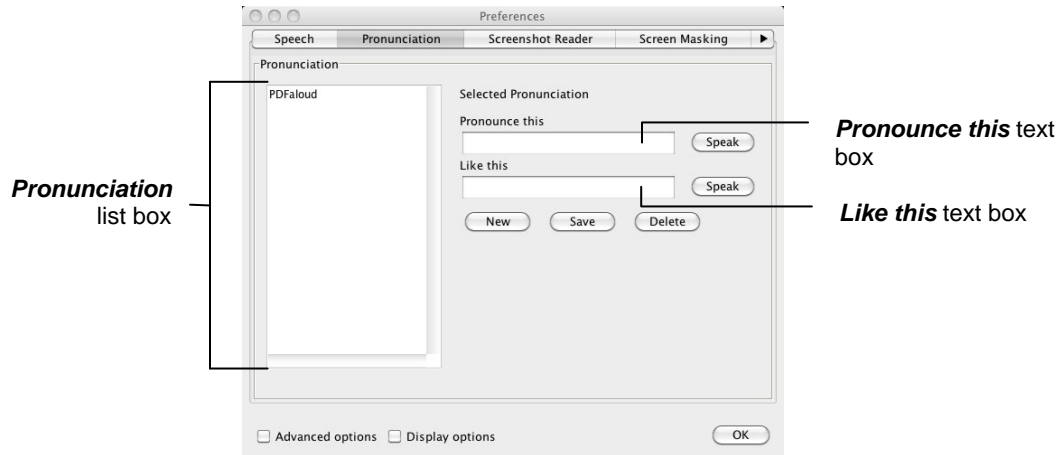 Preferences
Speech Pronunciation Screenshot Reader Screen Masking
Pronunciation
PDFaloud
Selected Pronunciation
Pronounce this
Speak
Like this
Speak
New Save Delete
Advanced options Display options OK
Pronunciation
list box
Pronounce this text
box
Like this text box